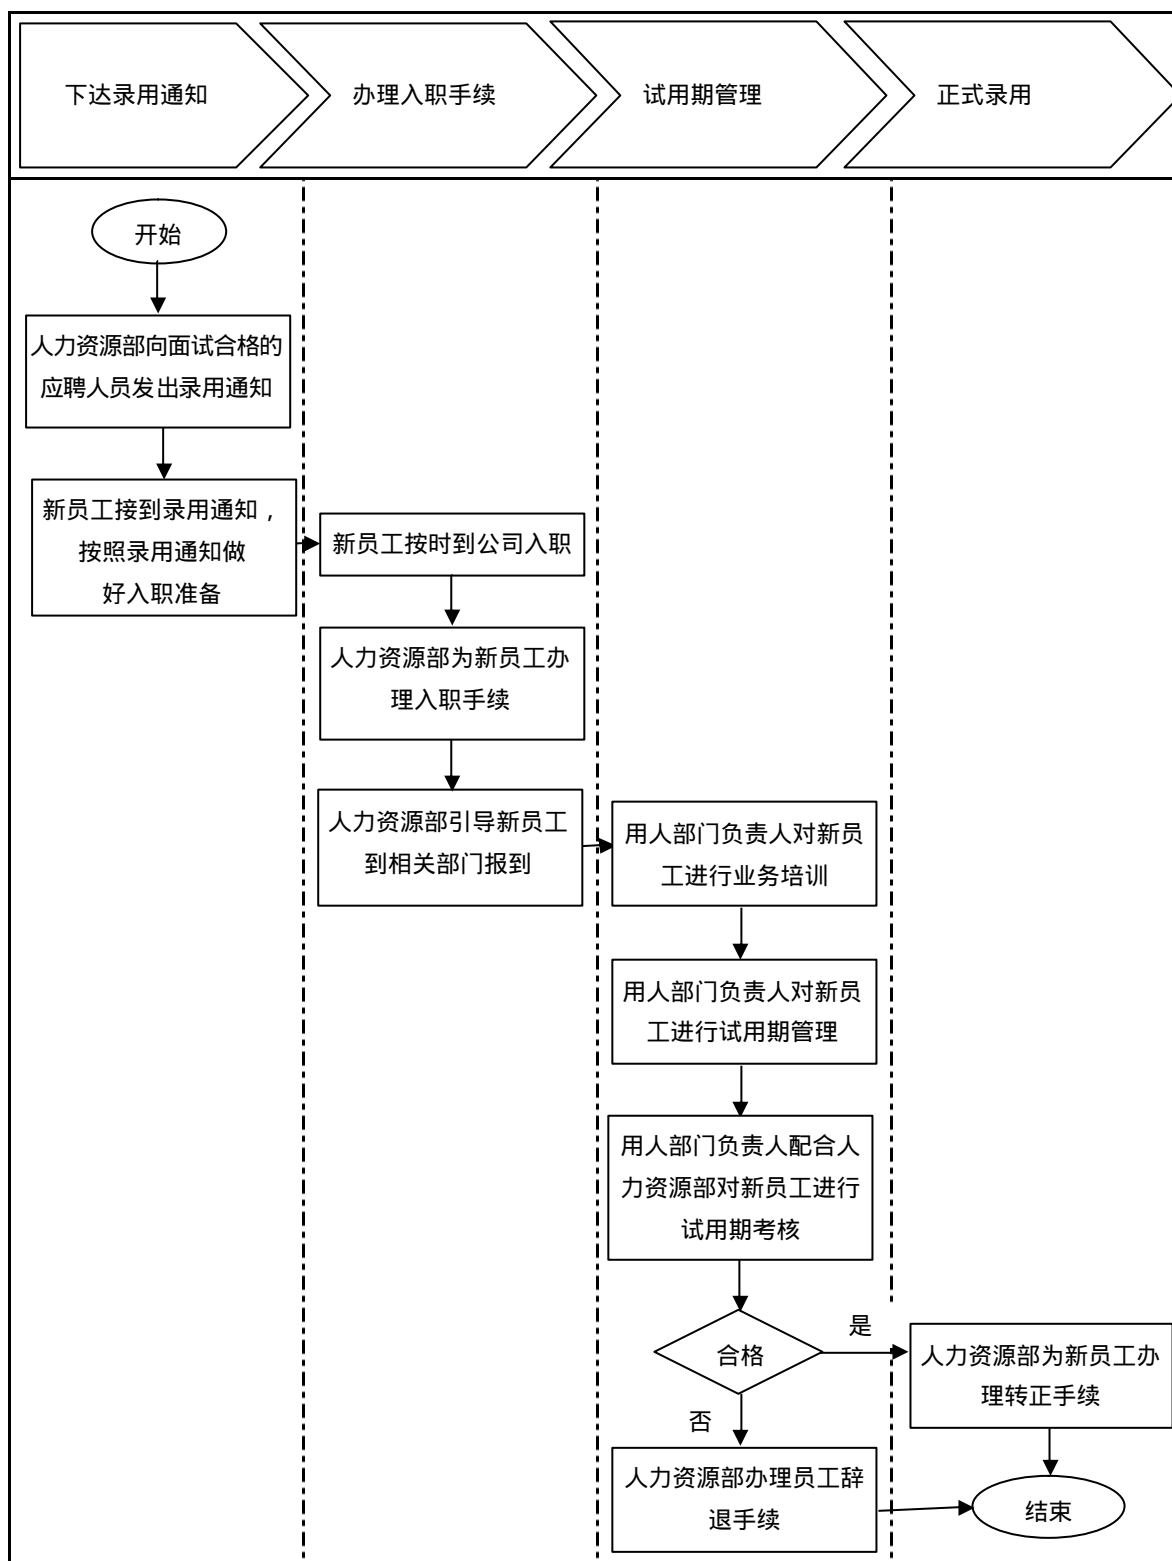 下达录用通知
办理入职手续
试用期管理
正式录用
开始
人力资源部向面试合格的
应聘人员发出录用通知
新员工接到录用通知，
按照录用通知做
好入职准备
新员工按时到公司入职
人力资源部为新员工办
理入职手续
人力资源部引导新员工
到相关部门报到
用人部门负责人对新员
工进行业务培训
用人部门负责人对新员
工进行试用期管理
用人部门负责人配合人
力资源部对新员工进行
试用期考核
合格
是
人力资源部为新员工办
理转正手续
否
人力资源部办理员工辞
退手续
结束